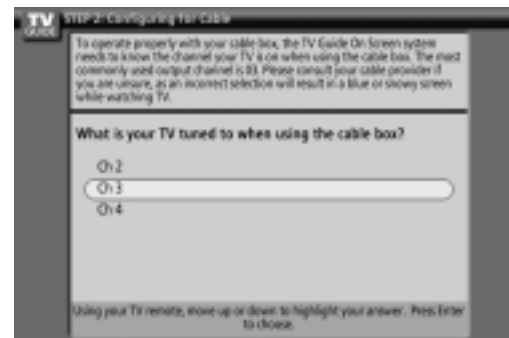 TV
GUIDE
STEP 2: Configuring for Cable
To operate properly with your cable box, the TV Guide On Screen system
needs to know the channel your TV is on when using the cable box. The most
commonly used output channel is 03. Please consult your cable provider if
you are unsure, as an incorrect selection will result in a blue or snowy screen
while watching TV.
What is your TV tuned to when using the cable box?
Ch 2
Ch 3
Ch 4
Using your TV remote, move up or down to highlight your answer. Press Enter
to choose.